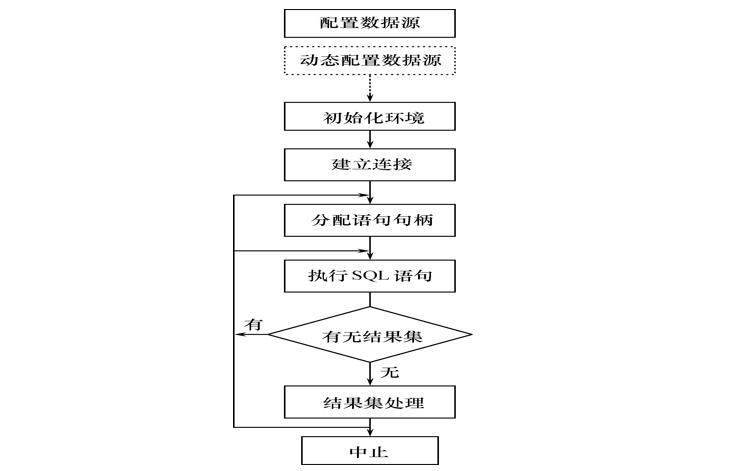 配置数据源
动态配置数据源
初始化环境
建立连接
分配语句句柄
执行 SQL 语句
有
有无结果集
无
结果集处理
中止